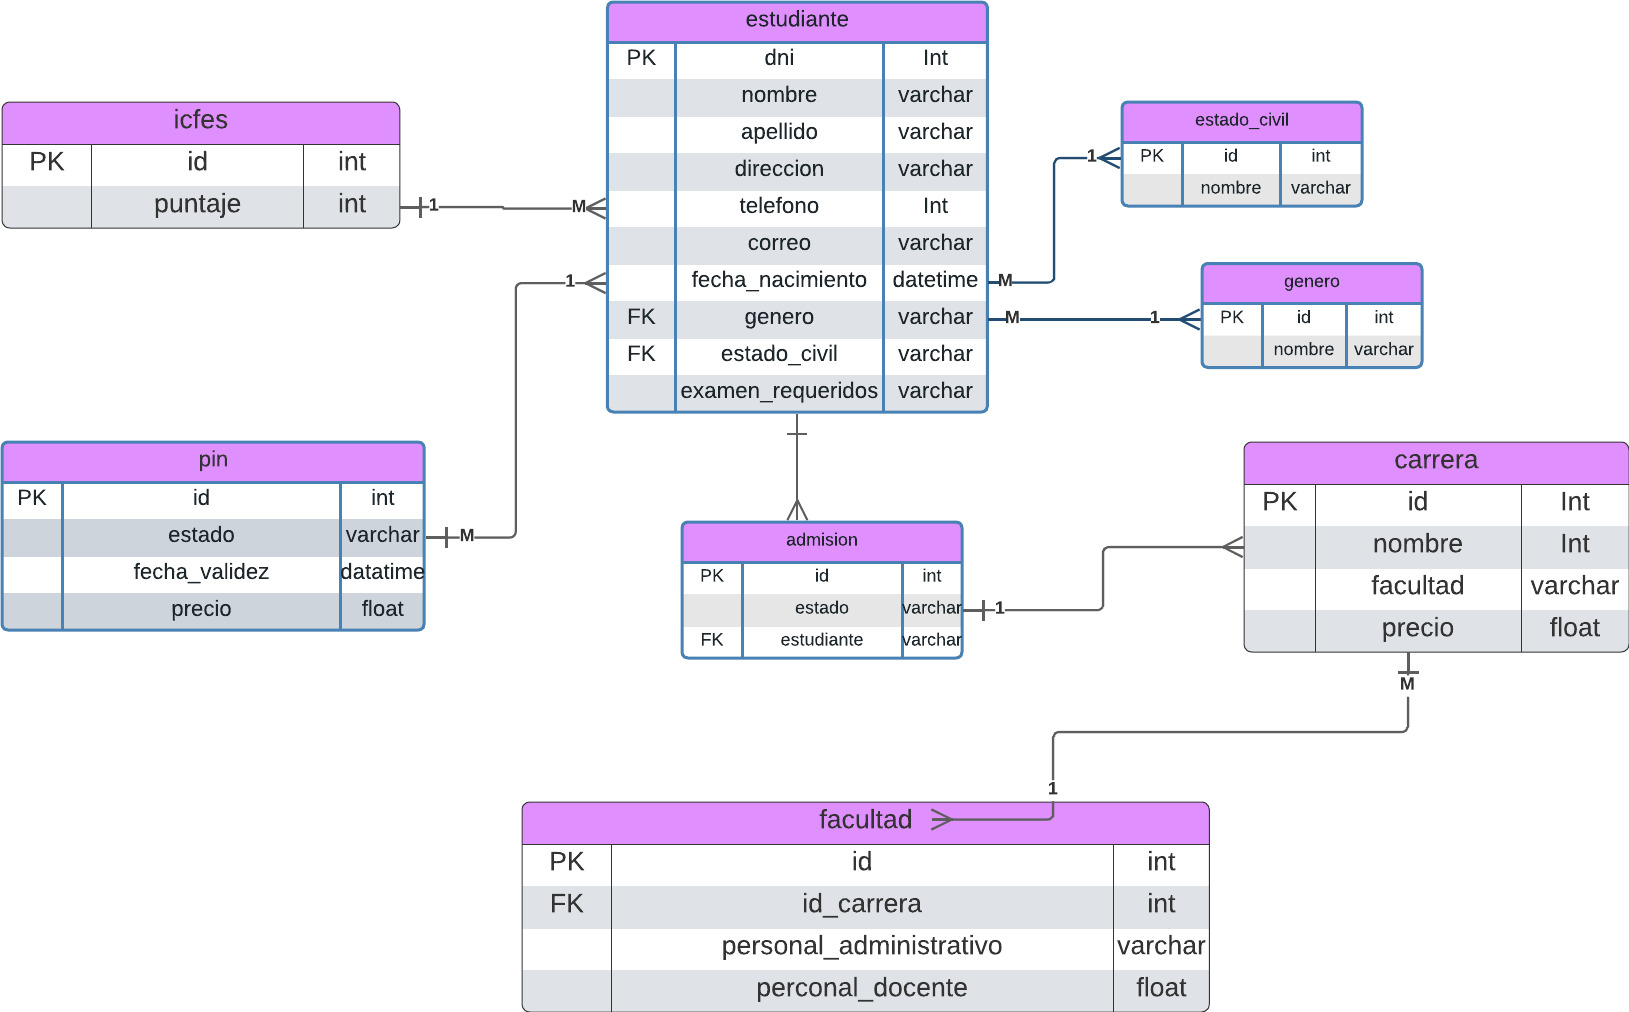 estudiante
PK dni Int
nombre varchar
apellido varchar
direccion varchar
telefono Int
correo varchar
fecha_nacimiento datetime
FK genero varchar
FK estado_civil varchar
examen_requeridos varchar
icfes
PK id int
puntaje int
1 M
estado_civil
PK id int
nombre varchar
1
M
genero
PK id int
nombre varchar
M 1
1
M
pin
PK id int
estado varchar
fecha_validez datatime
precio float
admision
PK id int
estado varchar
FK estudiante varchar
1
carrera
PK id Int
nombre Int
facultad varchar
precio float
M
1
facultad
PK id int
FK id_carrera int
personal_administrativo varchar
perconal_docente float